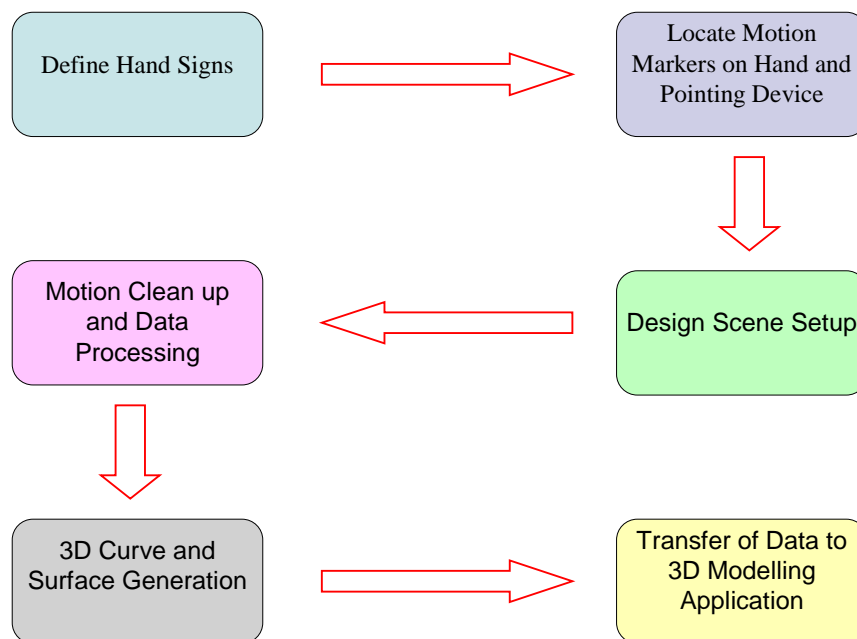 Define Hand Signs
Locate Motion
Markers on Hand and
Pointing Device
Motion Clean up
and Data
Processing
Design Scene Setup
3D Curve and
Surface Generation
Transfer of Data to
3D Modelling
Application